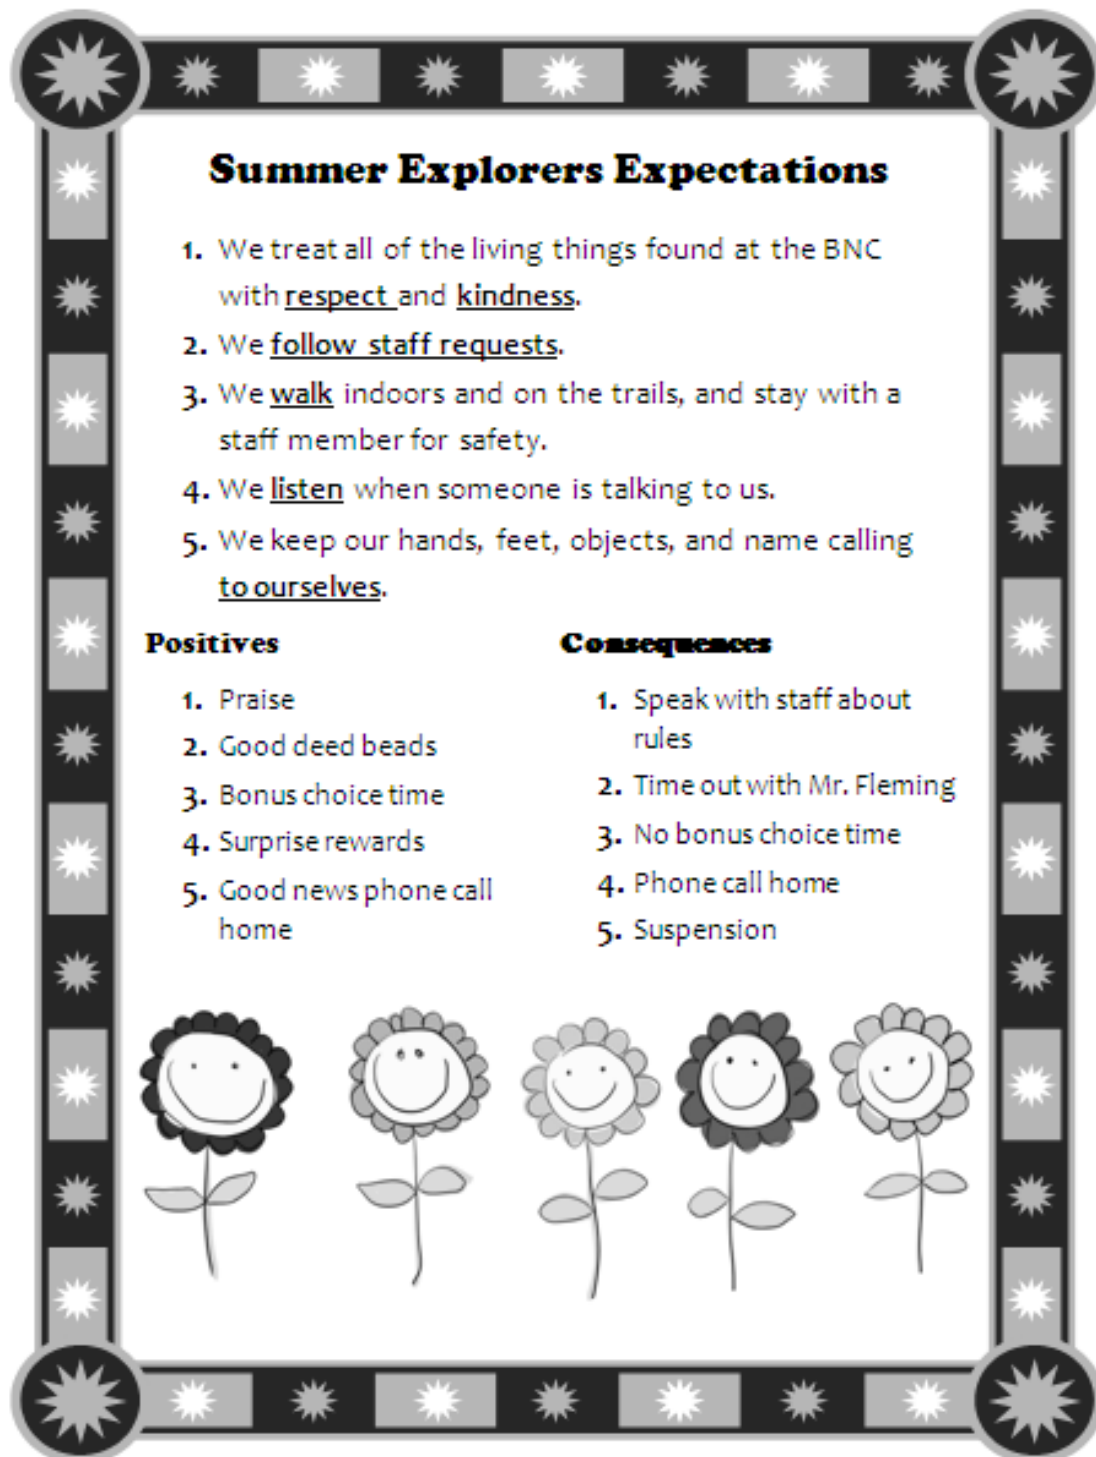 Summer Explorers Expectations
1. We treat all of the living things found at the BNC
with respect and kindness.
2. We follow staff requests.
3. We walk indoors and on the trails, and stay with a
staff member for safety.
4. We listen when someone is talking to us.
5. We keep our hands, feet, objects, and name calling
to ourselves.
Positives
1. Praise
2. Good deed beads
3. Bonus choice time
4. Surprise rewards
5. Good news phone call
home
Consequences
1. Speak with staff about
rules
2. Time out with Mr. Fleming
3. No bonus choice time
4. Phone call home
5. Suspension